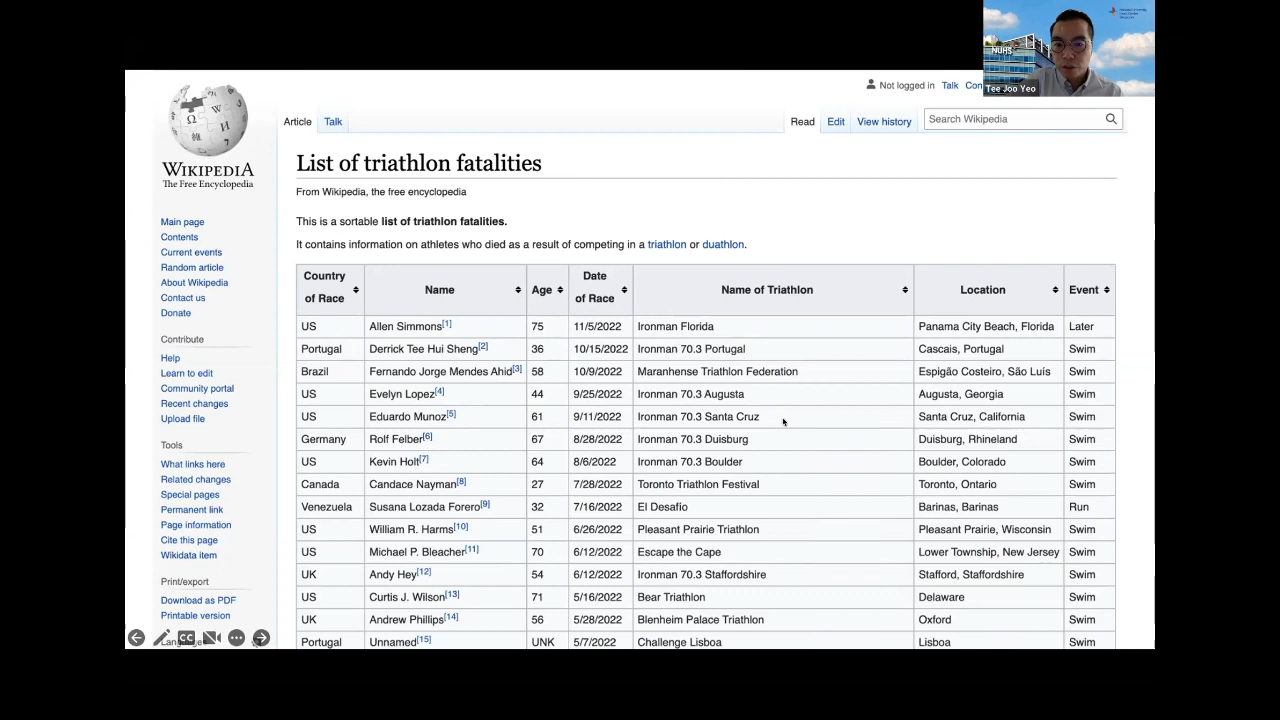 NUHS
Tee Joo Yeo
Not logged in Talk Con
Article Talk Read Edit View history Search Wikipedia
WIKIPEDIA
The Free Encyclopedia
Main page
Contents
Current events
Random article
About Wikipedia
Contact us
Donate
Contribute
Help
Learn to edit
Community portal
Recent changes
Upload file
Tools
What links here
Related changes
Special pages
Permanent link
Page information
Cite this page
Wikidata item
Print/export
Download as PDF
Printable version
Languages
List of triathlon fatalities
From Wikipedia, the free encyclopedia
This is a sortable list of triathlon fatalities.
It contains information on athletes who died as a result of competing in a triathlon or duathlon.
Country of Race Name Age Date of Race Name of Triathlon Location Event
US Allen Simmons[1] 75 11/5/2022 Ironman Florida Panama City Beach, Florida Later
Portugal Derrick Tee Hui Sheng[2] 36 10/15/2022 Ironman 70.3 Portugal Cascais, Portugal Swim
Brazil Fernando Jorge Mendes Ahid[3] 58 10/9/2022 Maranhense Triathlon Federation Espigão Costeiro, São Luís Swim
US Evelyn Lopez[4] 44 9/25/2022 Ironman 70.3 Augusta Augusta, Georgia Swim
US Eduardo Munoz[5] 61 9/11/2022 Ironman 70.3 Santa Cruz Santa Cruz, California Swim
Germany Rolf Felber[6] 67 8/28/2022 Ironman 70.3 Duisburg Duisburg, Rhineland Swim
US Kevin Holt[7] 64 8/6/2022 Ironman 70.3 Boulder Boulder, Colorado Swim
Canada Candace Nayman[8] 27 7/28/2022 Toronto Triathlon Festival Toronto, Ontario Swim
Venezuela Susana Lozada Forero[9] 32 7/16/2022 El Desafio Barinas, Barinas Run
US William R. Harms[10] 51 6/26/2022 Pleasant Prairie Triathlon Pleasant Prairie, Wisconsin Swim
US Michael P. Bleacher[11] 70 6/12/2022 Escape the Cape Lower Township, New Jersey Swim
UK Andy Hey[12] 54 6/12/2022 Ironman 70.3 Staffordshire Stafford, Staffordshire Swim
US Curtis J. Wilson[13] 71 5/16/2022 Bear Triathlon Delaware Swim
UK Andrew Phillips[14] 56 5/28/2022 Blenheim Palace Triathlon Oxford Swim
Portugal Unnamed[15] UNK 5/7/2022 Challenge Lisboa Lisboa Swim